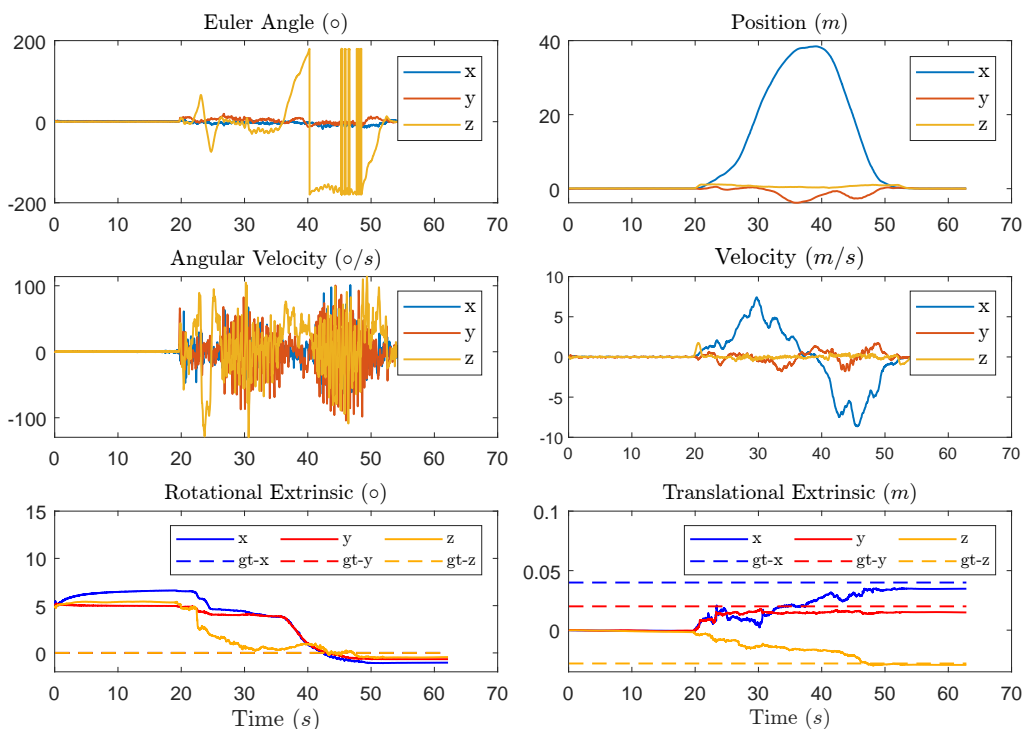 Euler Angle (○)
200
0
-200
x
y
z
0 10 20 30 40 50 60 70
Position (m)
40
20
0
x
y
z
0 10 20 30 40 50 60 70
Angular Velocity (○/s)
100
0
-100
x
y
z
0 10 20 30 40 50 60 70
Velocity (m/s)
10
5
0
-5
-10
x
y
z
0 10 20 30 40 50 60 70
Rotational Extrinsic (○)
15
10
5
0
x y z
gt-x gt-y gt-z
0 10 20 30 40 50 60 70
Time (s)
Translational Extrinsic (m)
0.1
0.05
0
x y z
gt-x gt-y gt-z
0 10 20 30 40 50 60 70
Time (s)